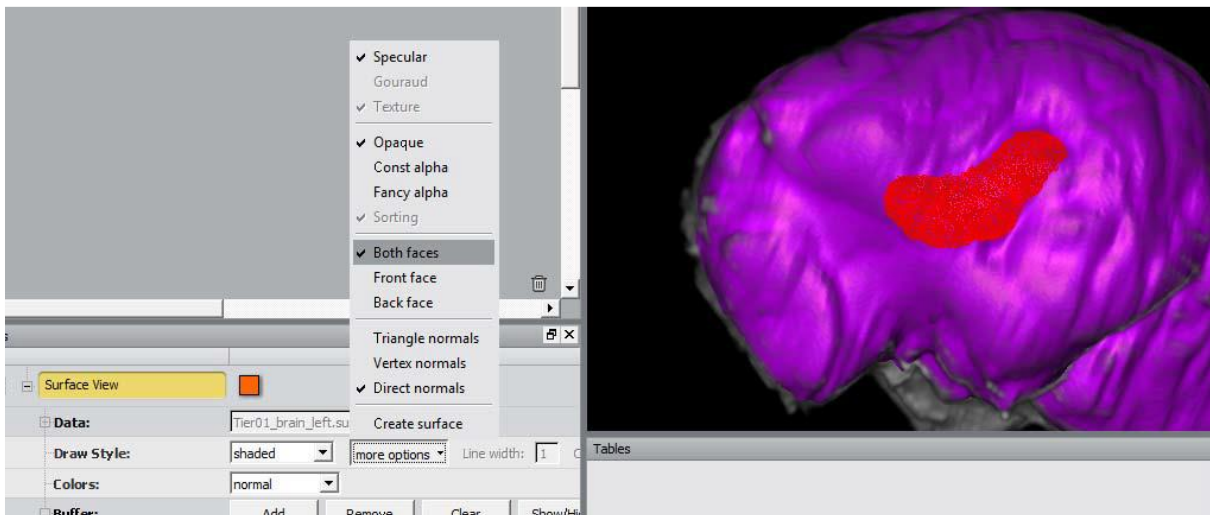 Specular
Gouraud
Texture
Opaque
Const alpha
Fancy alpha
Sorting
Both faces
Front face
Back face
Triangle normals
Vertex normals
Direct normals
Create surface
Surface View
Data: Tier01_brain_left.su
Draw Style: shaded more options Line width: 1
Colors: normal
Buffer: Add Remove Clear Show/Hi
Tables